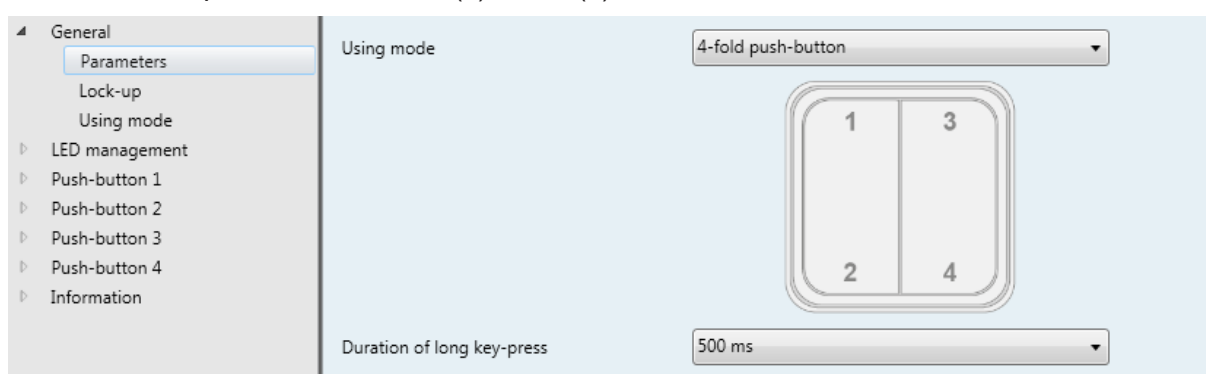 General
Parameters
Lock-up
Using mode
LED management
Push-button 1
Push-button 2
Push-button 3
Push-button 4
Information
Using mode 4-fold push-button
1 3
2 4
Duration of long key-press 500 ms